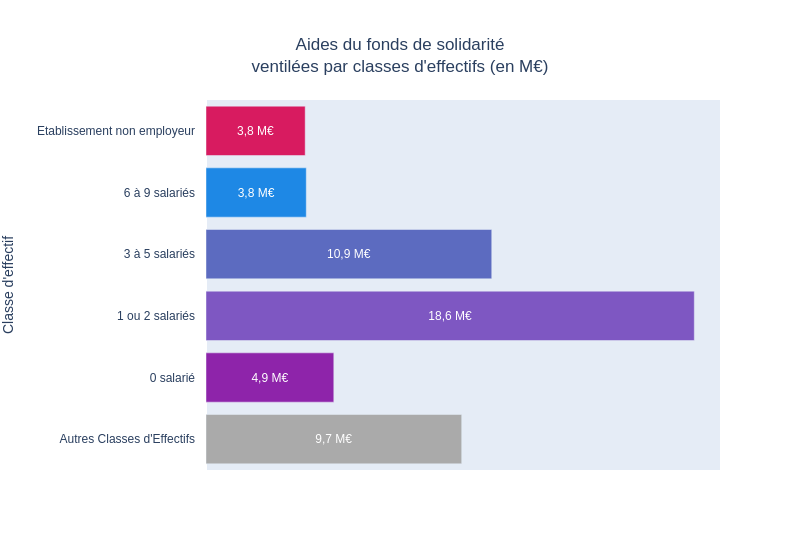 Aides du fonds de solidarité
ventilées par classes d'effectifs (en M€)
Classe d'effectif
Etablissement non employeur
3,8 M€
6 à 9 salariés
3,8 M€
3 à 5 salariés
10,9 M€
1 ou 2 salariés
18,6 M€
0 salarié
4,9 M€
Autres Classes d'Effectifs
9,7 M€